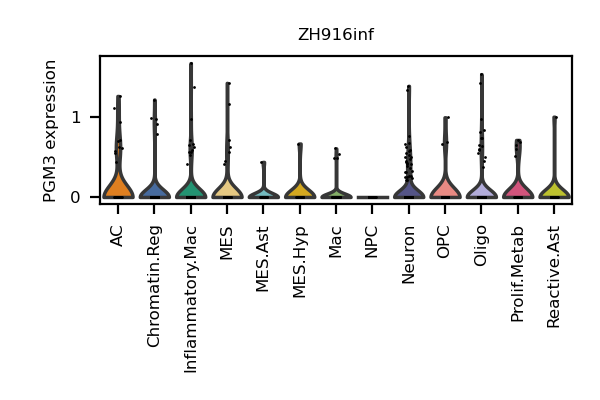 ZH916inf
PGM3 expression
1
0
AC
Chromatin.Reg
Inflammatory.Mac
MES
MES.Ast
MES.Hyp
Mac
NPC
Neuron
OPC
Oligo
Prolif.Metab
Reactive.Ast